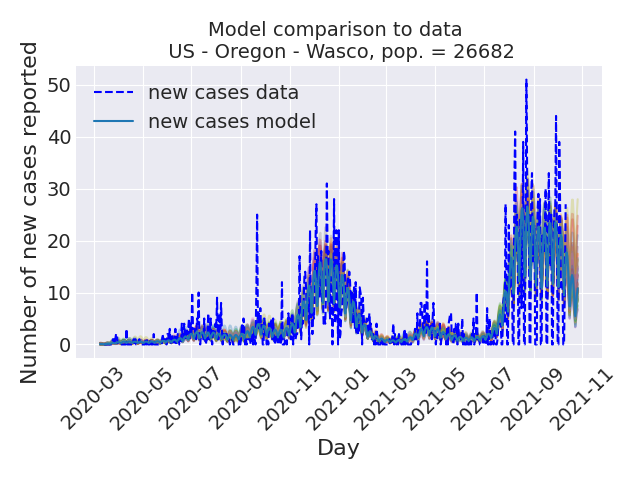 Model comparison to data
US - Oregon - Wasco, pop. = 26682
Number of new cases reported
50
40
30
20
10
0
new cases data
new cases model
2020-03
2020-05
2020-07
2020-09
2020-11
2021-01
2021-03
2021-05
2021-07
2021-09
2021-11
Day